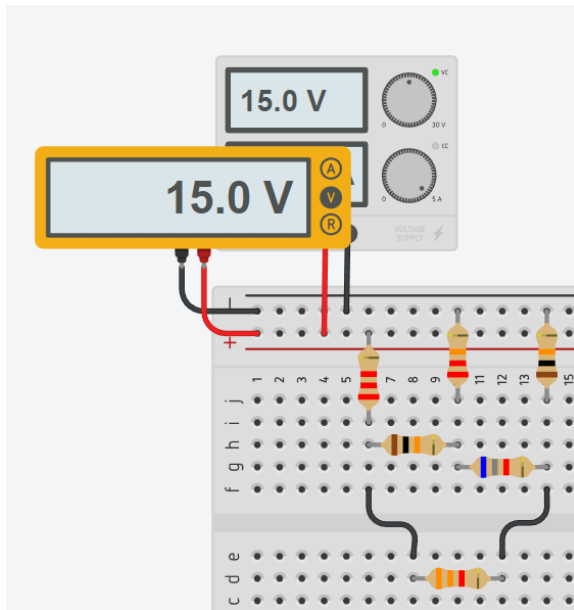 VC
15.0 V
0 30 V
CC
A
15.0 V
A
V
R
0 5 A
VOLTAGE
SUPPLY
−
+
1 2 3 4 5 7 8 9 11 12 13 15
j
i
h
g
f
e
d
c